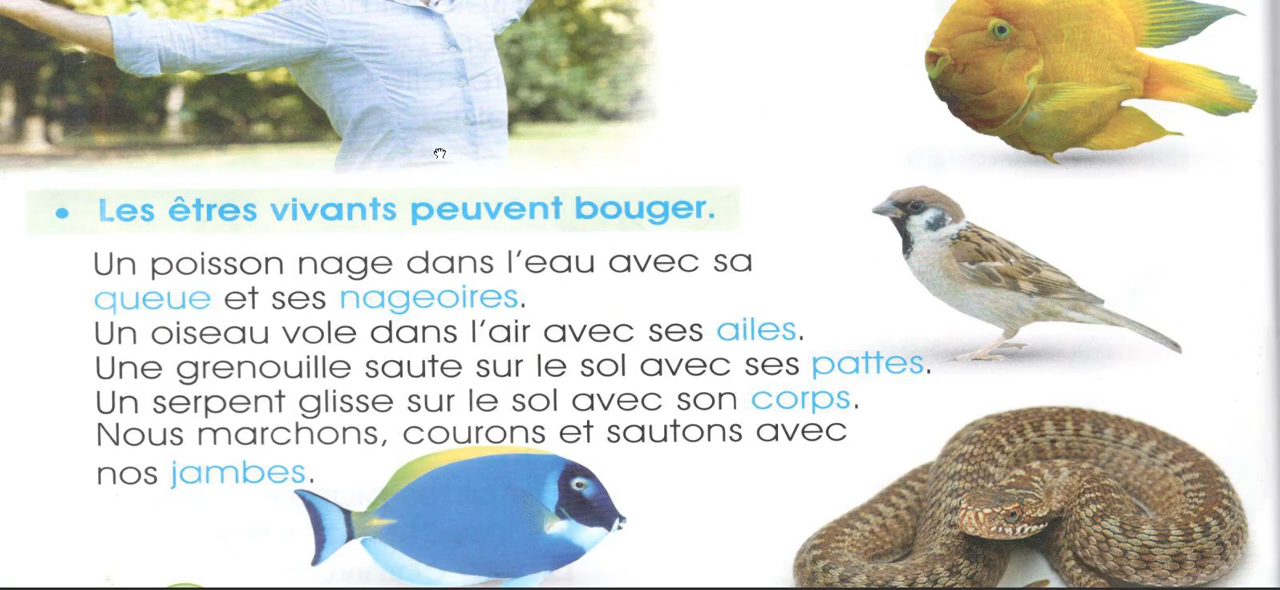 • Les êtres vivants peuvent bouger.
Un poisson nage dans l'eau avec sa
queue et ses nageoires.
Un oiseau vole dans l'air avec ses ailes.
Une grenouille saute sur le sol avec ses pattes.
Un serpent glisse sur le sol avec son corps.
Nous marchons, courons et sautons avec
nos jambes.